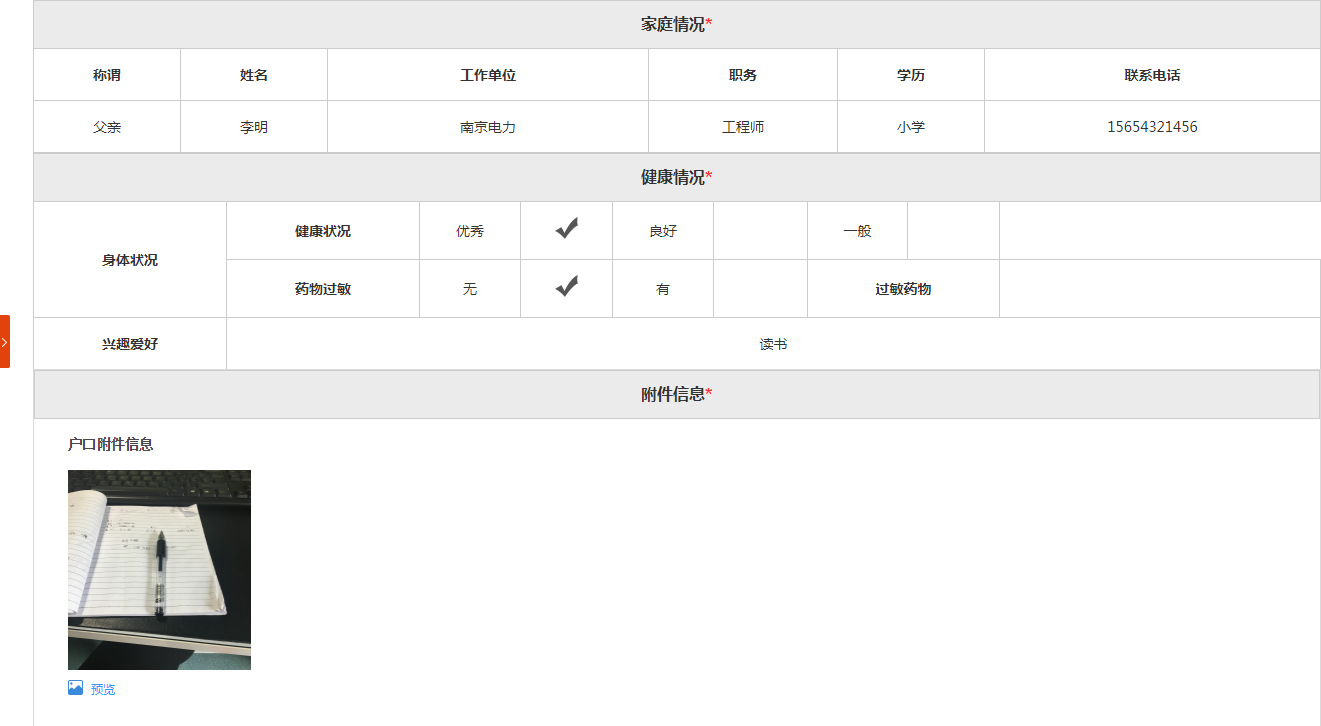 家庭情况*
称谓 姓名 工作单位 职务 学历 联系电话
父亲 李明 南京电力 工程师 小学 15654321456
健康情况*
身体状况 健康状况 优秀 良好 一般
药物过敏 无 有 过敏药物
兴趣爱好 读书
附件信息*
户口附件信息
预览